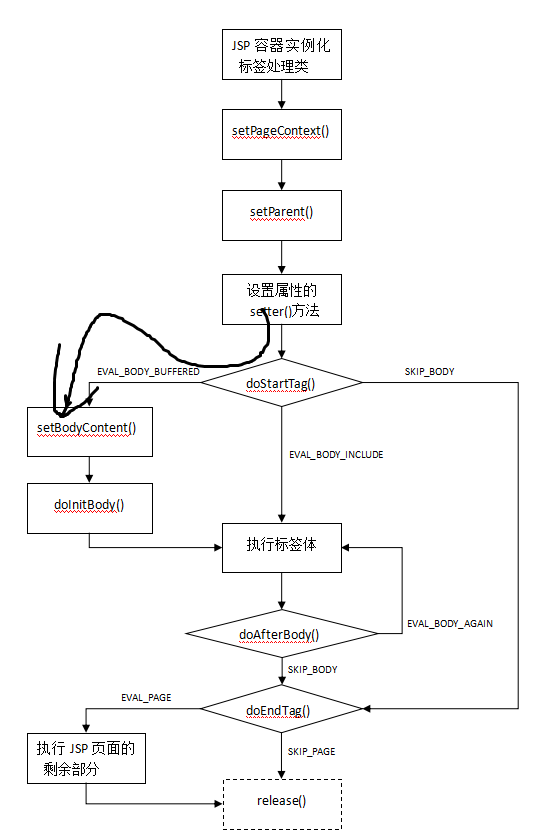 JSP 容器实例化
标签处理类
setPageContext()
setParent()
设置属性的
setter()方法
EVAL_BODY_BUFFERED
doStartTag()
SKIP_BODY
setBodyContent()
EVAL_BODY_INCLUDE
doInitBody()
执行标签体
EVAL_BODY_AGAIN
doAfterBody()
SKIP_BODY
EVAL_PAGE
doEndTag()
执行 JSP 页面的
剩余部分
SKIP_PAGE
release()